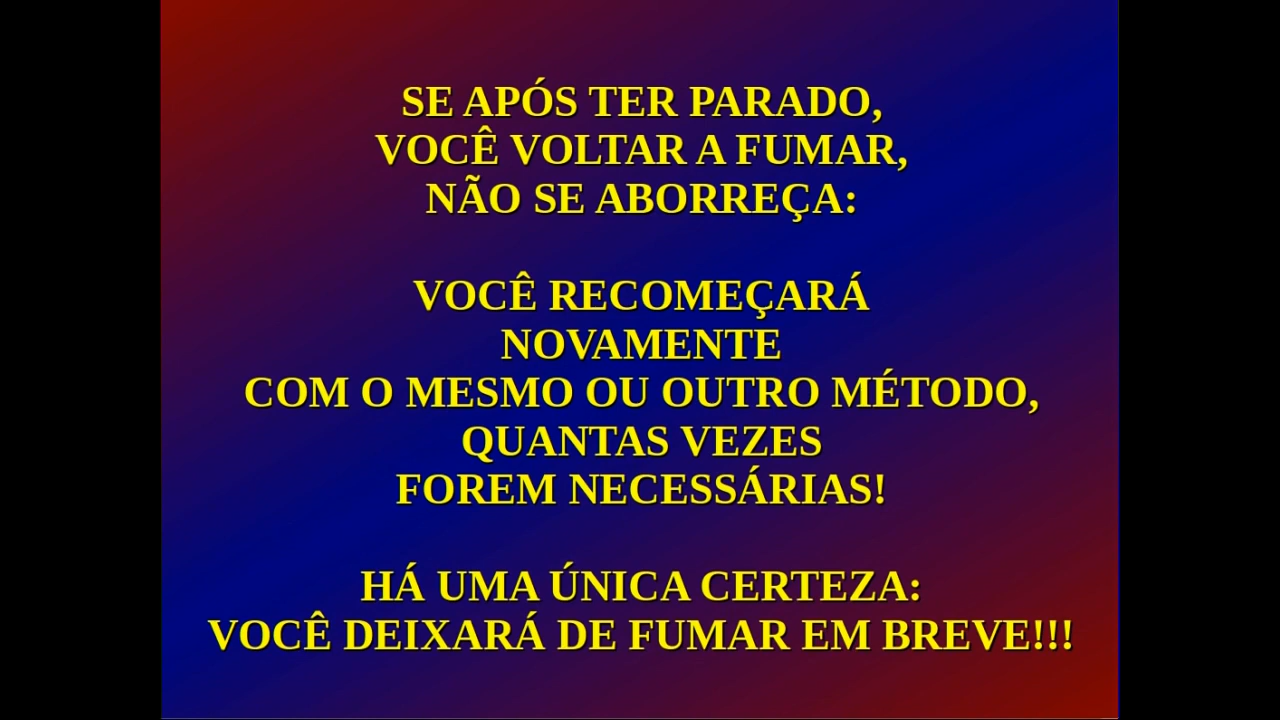 SE APÓS TER PARADO,
VOCÊ VOLTAR A FUMAR,
NÃO SE ABORREÇA:
VOCÊ RECOMEÇARÁ
NOVAMENTE
COM O MESMO OU OUTRO MÉTODO,
QUANTAS VEZES
FOREM NECESSÁRIAS!
HÁ UMA ÚNICA CERTEZA:
VOCÊ DEIXARÁ DE FUMAR EM BREVE!!!